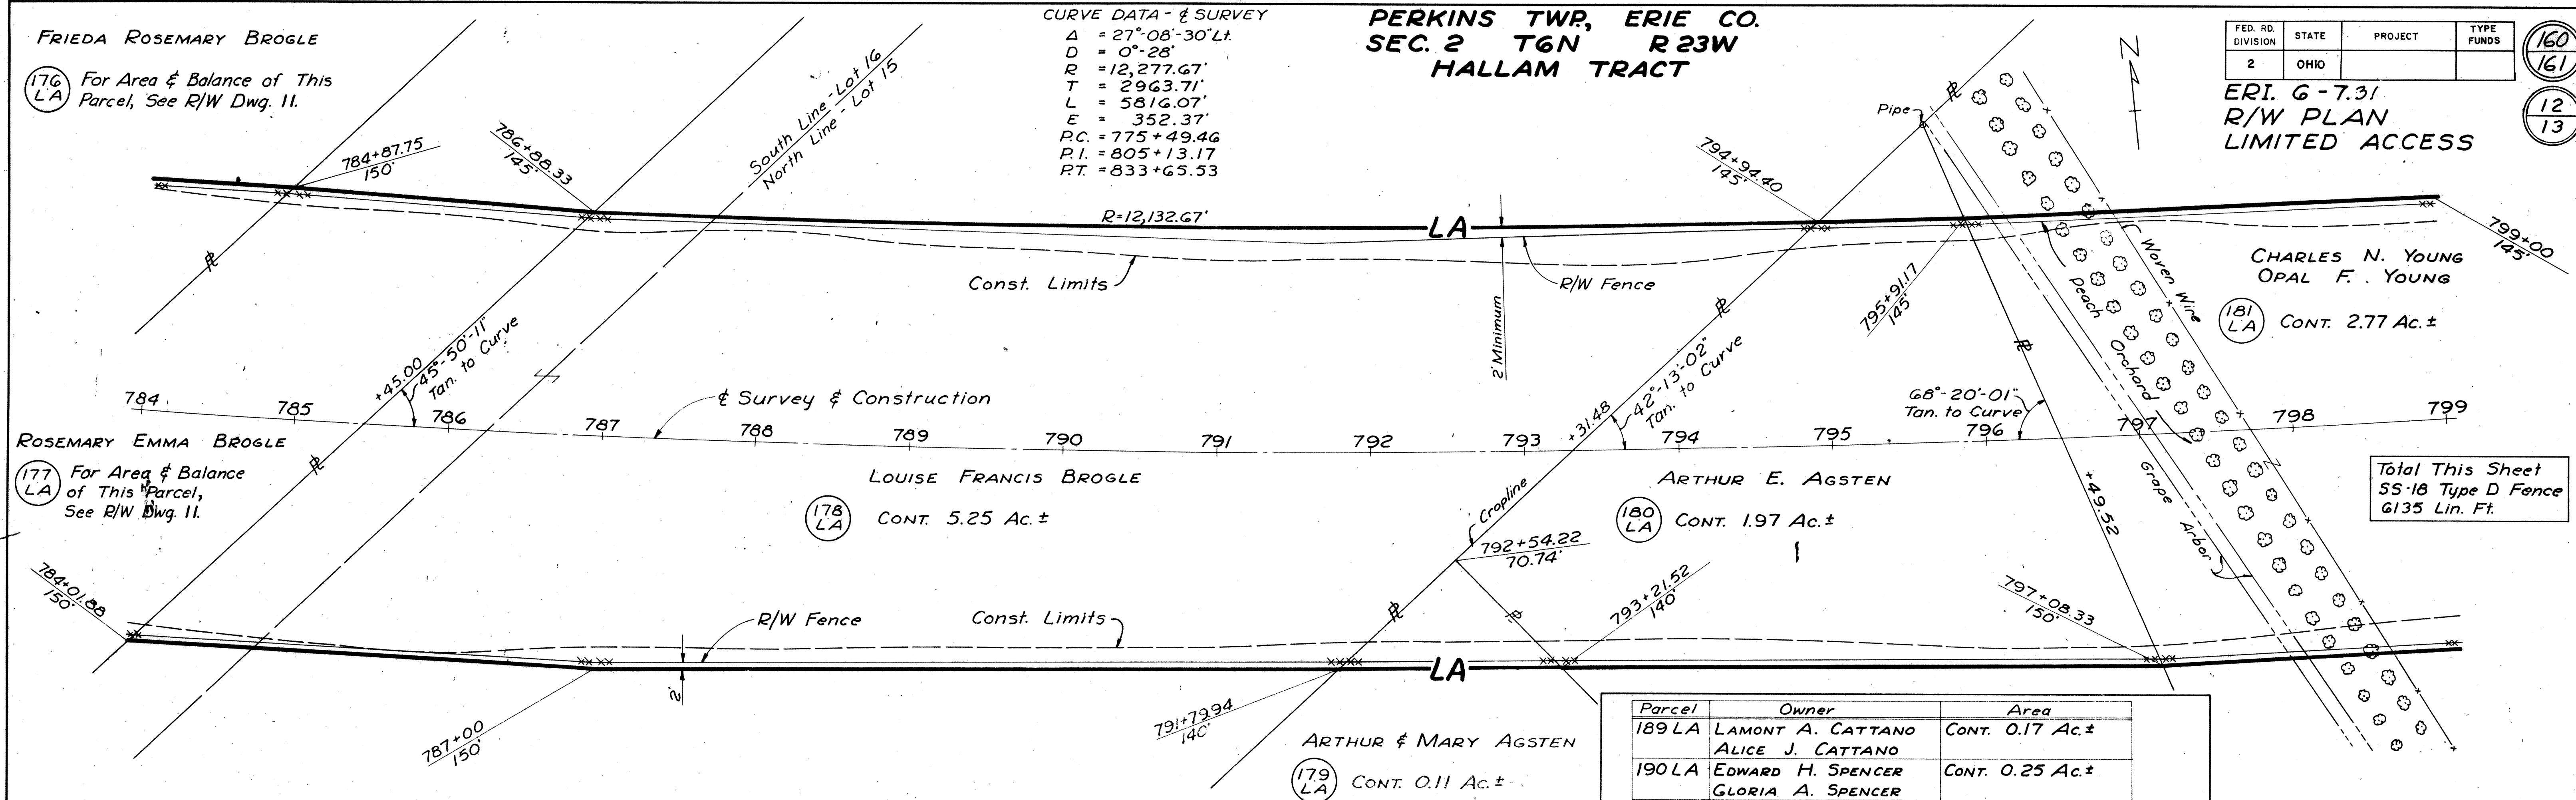 FRIEDA ROSEMARY BROGLE
176 LA
For Area & Balance of This
Parcel, See R/W Dwg. 11.
CURVE DATA - ℄ SURVEY
Δ = 27°-08'-30" Lt.
D = 0°-28'
R = 12,277.67'
T = 2963.71'
L = 5816.07'
E = 352.37'
P.C. = 775+49.46
P.I. = 805+13.17
P.T. = 833+65.53
PERKINS TWP., ERIE CO.
SEC. 2 T6N R 23W
HALLAM TRACT
N
FED. RD. DIVISION STATE PROJECT TYPE FUNDS
2 OHIO
160
161
ERI. 6-7.31
R/W PLAN
LIMITED ACCESS
12
13
784+87.75
150'
786+88.33
145'
South Line - Lot 16
North Line - Lot 15
R=12,132.67'
LA
794+94.40
145'
Pipe
℄
799+00
145'
Const. Limits
R/W Fence
2' Minimum
795+91.17
145'
Peach Orchard
Woven Wire
CHARLES N. YOUNG
OPAL F. YOUNG
181 LA
CONT. 2.77 Ac.±
+45.00
45°-50'-11"
Tan. to Curve
℄ Survey & Construction
+31.48
42°-13'-02"
Tan. to Curve
68°-20'-01"
Tan. to Curve
784 785 786 787 788 789 790 791 792 793 794 795 796 797 798 799
ROSEMARY EMMA BROGLE
177 LA
For Area & Balance
of This Parcel,
See R/W Dwg. 11.
LOUISE FRANCIS BROGLE
178 LA
CONT. 5.25 Ac.±
Cropline
792+54.22
70.74'
ARTHUR E. AGSTEN
180 LA
CONT. 1.97 Ac.±
+49.52
Grape Arbor
Total This Sheet
SS-18 Type D Fence
6135 Lin. Ft.
784+01.88
150'
R/W Fence
Const. Limits
793+21.52
140'
797+08.33
150'
2'
LA
787+00
150'
791+79.94
140'
ARTHUR & MARY AGSTEN
179 LA
CONT. 0.11 Ac.±
Parcel Owner Area
189 LA LAMONT A. CATTANO CONT. 0.17 Ac.±
ALICE J. CATTANO
190 LA EDWARD H. SPENCER CONT. 0.25 Ac.±
GLORIA A. SPENCER